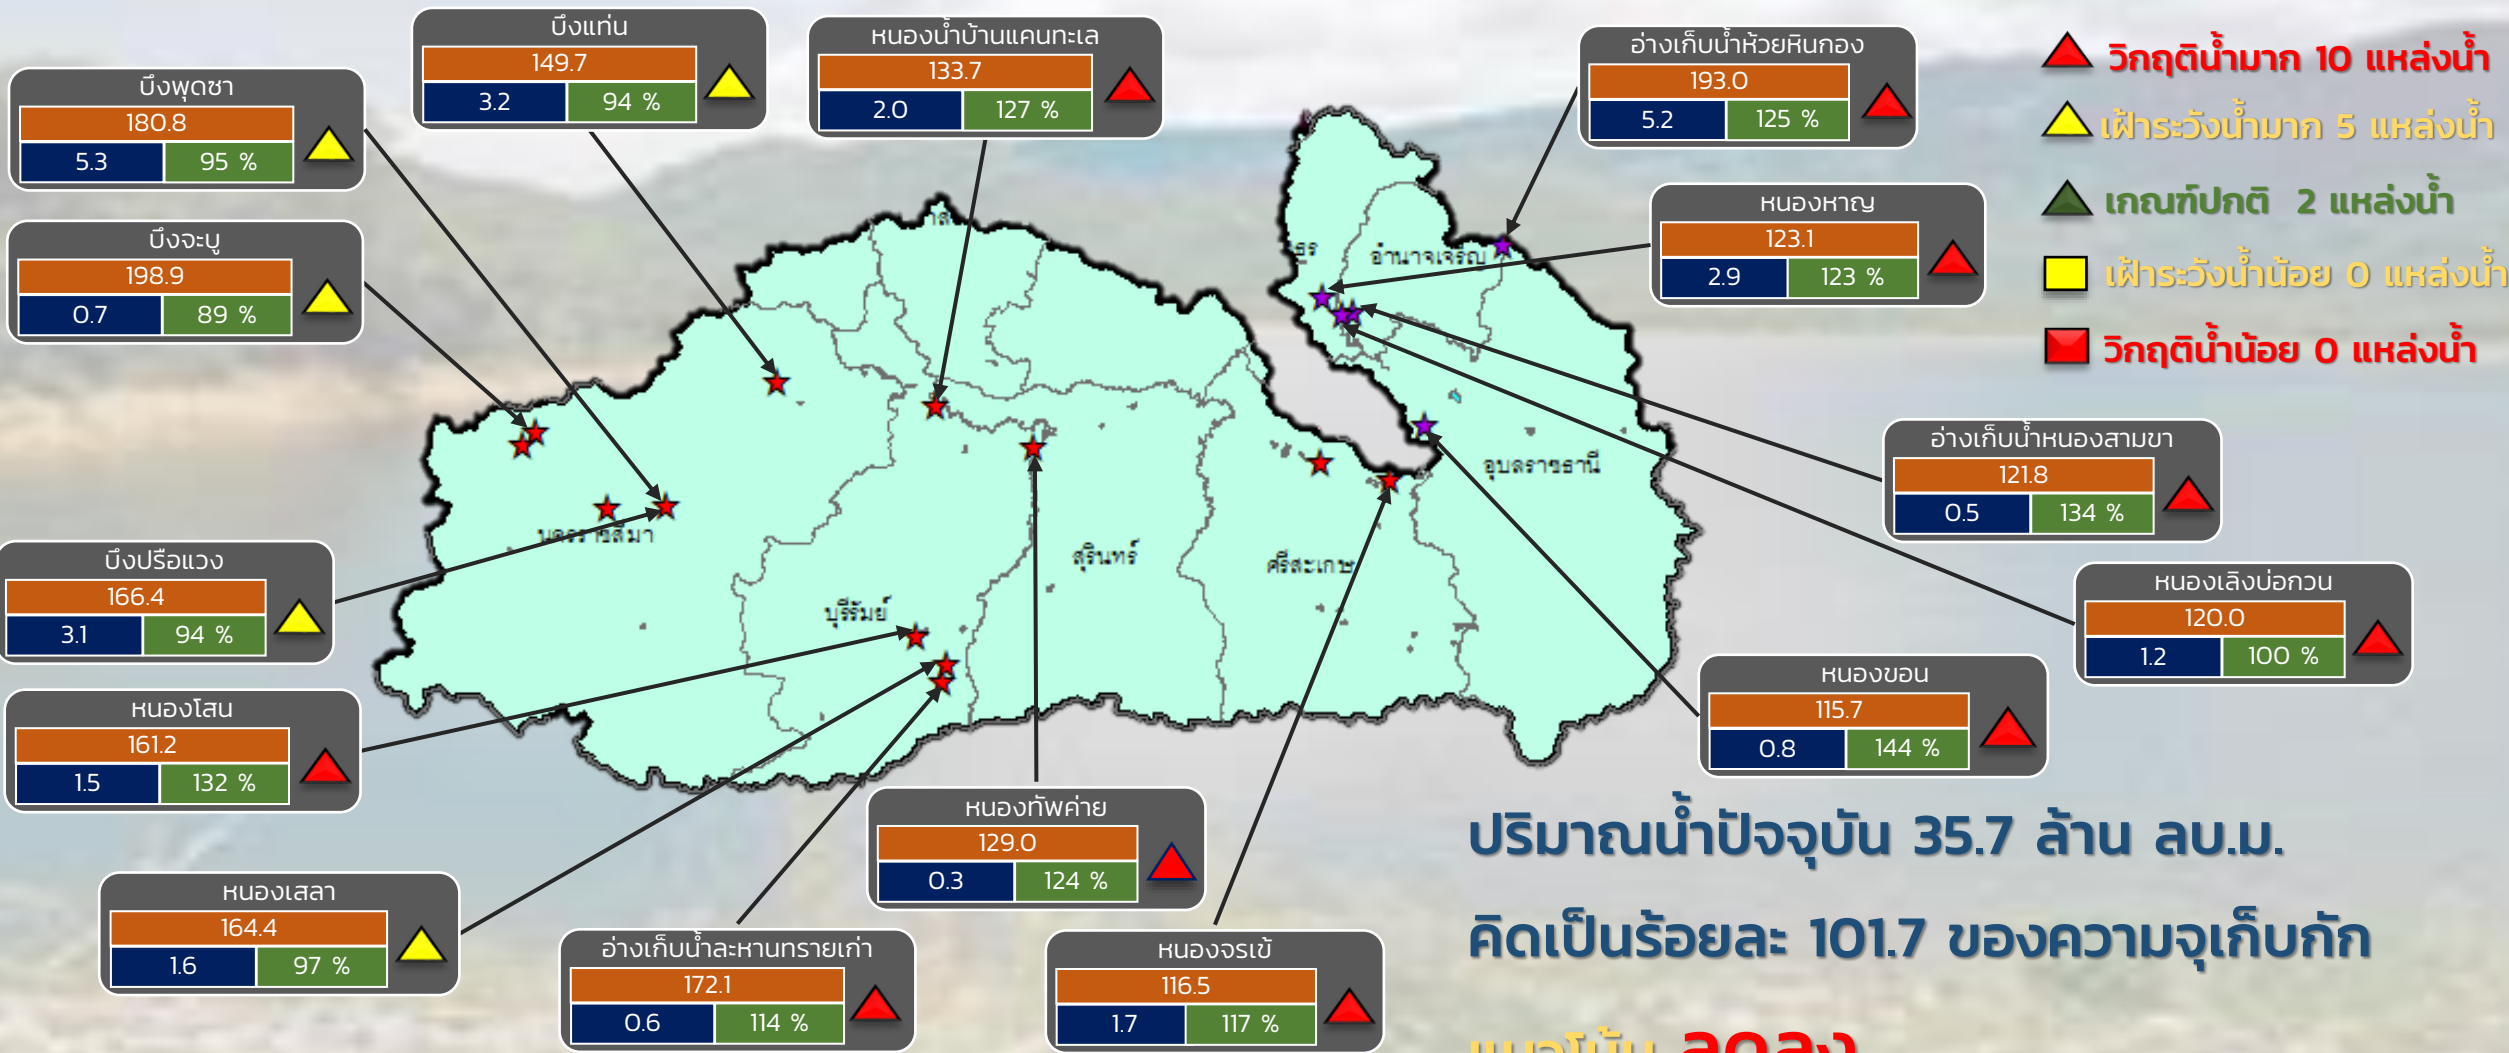 บึงแท่น
149.7
3.2 94 %
หนองน้ำบ้านแคนทะเล
133.7
2.0 127 %
อ่างเก็บน้ำห้วยหินกอง
193.0
5.2 125 %
วิกฤติน้ำมาก 10 แหล่งน้ำ
เฝ้าระวังน้ำมาก 5 แหล่งน้ำ
เกณฑ์ปกติ 2 แหล่งน้ำ
เฝ้าระวังน้ำน้อย 0 แหล่งน้ำ
วิกฤติน้ำน้อย 0 แหล่งน้ำ
บึงพุดซา
180.8
5.3 95 %
บึงจะบู
198.9
0.7 89 %
หนองหาญ
123.1
2.9 123 %
อำนาจเจริญ
อุบลราชธานี
นครราชสีมา
สุรินทร์
ศรีสะเกษ
บุรีรัมย์
อ่างเก็บน้ำหนองสามขา
121.8
0.5 134 %
บึงปรือแวง
166.4
3.1 94 %
หนองเลิงบ่อกวน
120.0
1.2 100 %
หนองขอน
115.7
0.8 144 %
หนองโสน
161.2
1.5 132 %
หนองทัพค่าย
129.0
0.3 124 %
หนองเสลา
164.4
1.6 97 %
อ่างเก็บน้ำละหานทรายเก่า
172.1
0.6 114 %
หนองจรเข้
116.5
1.7 117 %
ปริมาณน้ำปัจจุบัน 35.7 ล้าน ลบ.ม.
คิดเป็นร้อยละ 101.7 ของความจุเก็บกัก
แนวโน้ม ลดลง